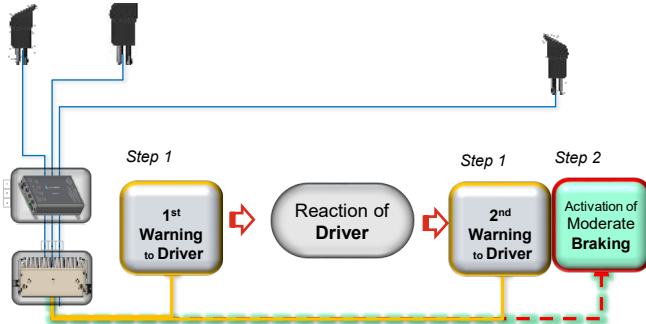 Step 1
Step 1
Step 2
1st
Warning
to Driver
Reaction of
Driver
2nd
Warning
to Driver
Activation of
Moderate
Braking